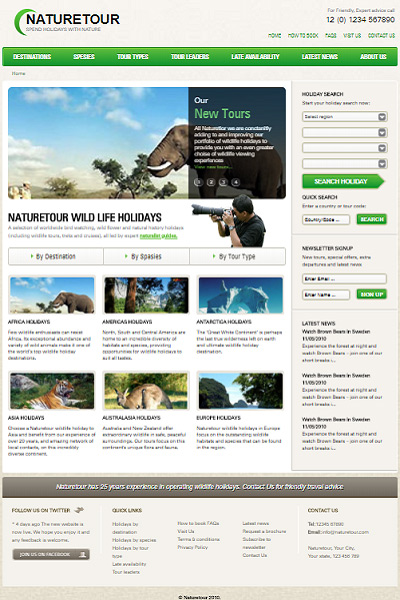 NATURETOUR
SPEND HOLIDAYS WITH NATURE
For Friendly, Expert advice call
12 (0) 1234 567890
HOME HOW TO BOOK FAQS VISIT US CONTACT US
DESTINATIONS SPESIES TOUR TYPES TOUR LEADERS LATE AVAILABILITY LATEST NEWS ABOUT US
Home
Our
New Tours
All Naturetour we are constantly
adding to and improving our
portfolio of wildlife holidays to
provide you with an even greater
choice of wildlife viewing
experiences
View new tours...
1 2 3 4
NATURETOUR WILD LIFE HOLIDAYS
A selection of worldwide bird watching, wild flower and natural history holidays
(including wildlife tours, treks and cruises), all led by expert naturalist guides.
By Destination By Spasies By Tour Type
AFRICA HOLIDAYS
Few wildlife enthusiasts can resist
Africa. Its exceptional abundance and
variety of wild animals make it one of
the world's top wildlife holiday
destinations.
AMERICAS HOLIDAYS
North, South and Central America are
home to an incredible diversity of
habitats and species, providing
opportunities for wildlife holidays to
suit all tastes.
ANTARCTICA HOLIDAYS
The 'Great White Continent' is perhaps
the last true wilderness left on earth
and ultimate wildlife holiday
destination.
ASIA HOLIDAYS
Choose a Naturetour wildlife holiday to
Asia and benefit from our experience of
over 20 years, and amazing network of
local contacts, on this incredibly
diverse continent.
AUSTRALASIA HOLIDAYS
Australia and New Zealand offer
extraordinary wildlife in safe, peaceful
surroundings. Our tours focus on this
continents unique flora and fauna.
EUROPE HOLIDAYS
Naturetour wildlife holidays in Europe
focus on the outstanding wildlife
habitats and species that can be found
in the region.
HOLIDAY SEARCH
Start your holiday search now:
Select region
SEARCH HOLIDAY
QUICK SEARCH
Enter a country or tour code:
Country/Code ... SEARCH
NEWSLETTER SIGNUP
New tours, special offers, extra
departures and latest news
Enter Email ...
Enter Name ... SIGN UP
LATEST NEWS
Watch Brown Bears in Sweden
11/05/2010
Experience the forest at night and
watch Brown Bears - join one of our
short breaks i...
Watch Brown Bears in Sweden
11/05/2010
Experience the forest at night and
watch Brown Bears - join one of our
short breaks i...
Watch Brown Bears in Sweden
11/05/2010
Experience the forest at night and
watch Brown Bears - join one of our
short breaks i...
Naturetour has 25 years experience in operating wildlife holidays. Contact Us for friendly travel advice
FOLLOW US ON TWITTER
" 4 days ago The new website is
now live. We hope you enjoy it and
any feedback is welcome.
JOIN US ON FACEBOOK
QUICK LINKS
Holidays by
destination
Holidays by species
Holidays by tour
type
Late availability
Tour leaders
How to book FAQs
Visit Us
Terms & conditions
Privacy Policy
Latest news
Request a brochure
Subscribe to
newsletter
Contact Us
CONTACT US
Tel: 12345 67890
Email: info@naturetour.com
Naturetour, Your City,
Your state, 123 456 789
© Naturetour 2010.